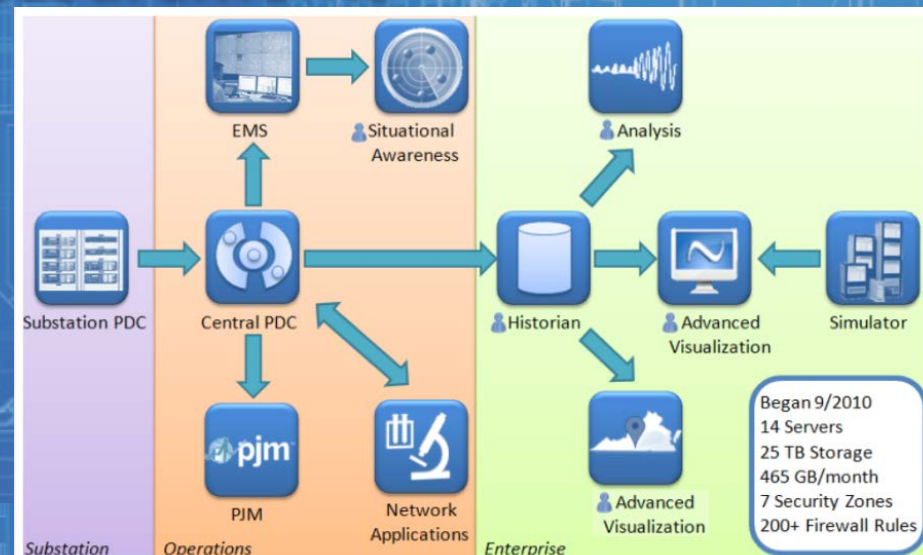 EMS
Situational
Awareness
Analysis
Substation PDC
Central PDC
Historian
Advanced
Visualization
Simulator
pjm
PJM
Network
Applications
Advanced
Visualization
Began 9/2010
14 Servers
25 TB Storage
465 GB/month
7 Security Zones
200+ Firewall Rules
Substation
Operations
Enterprise